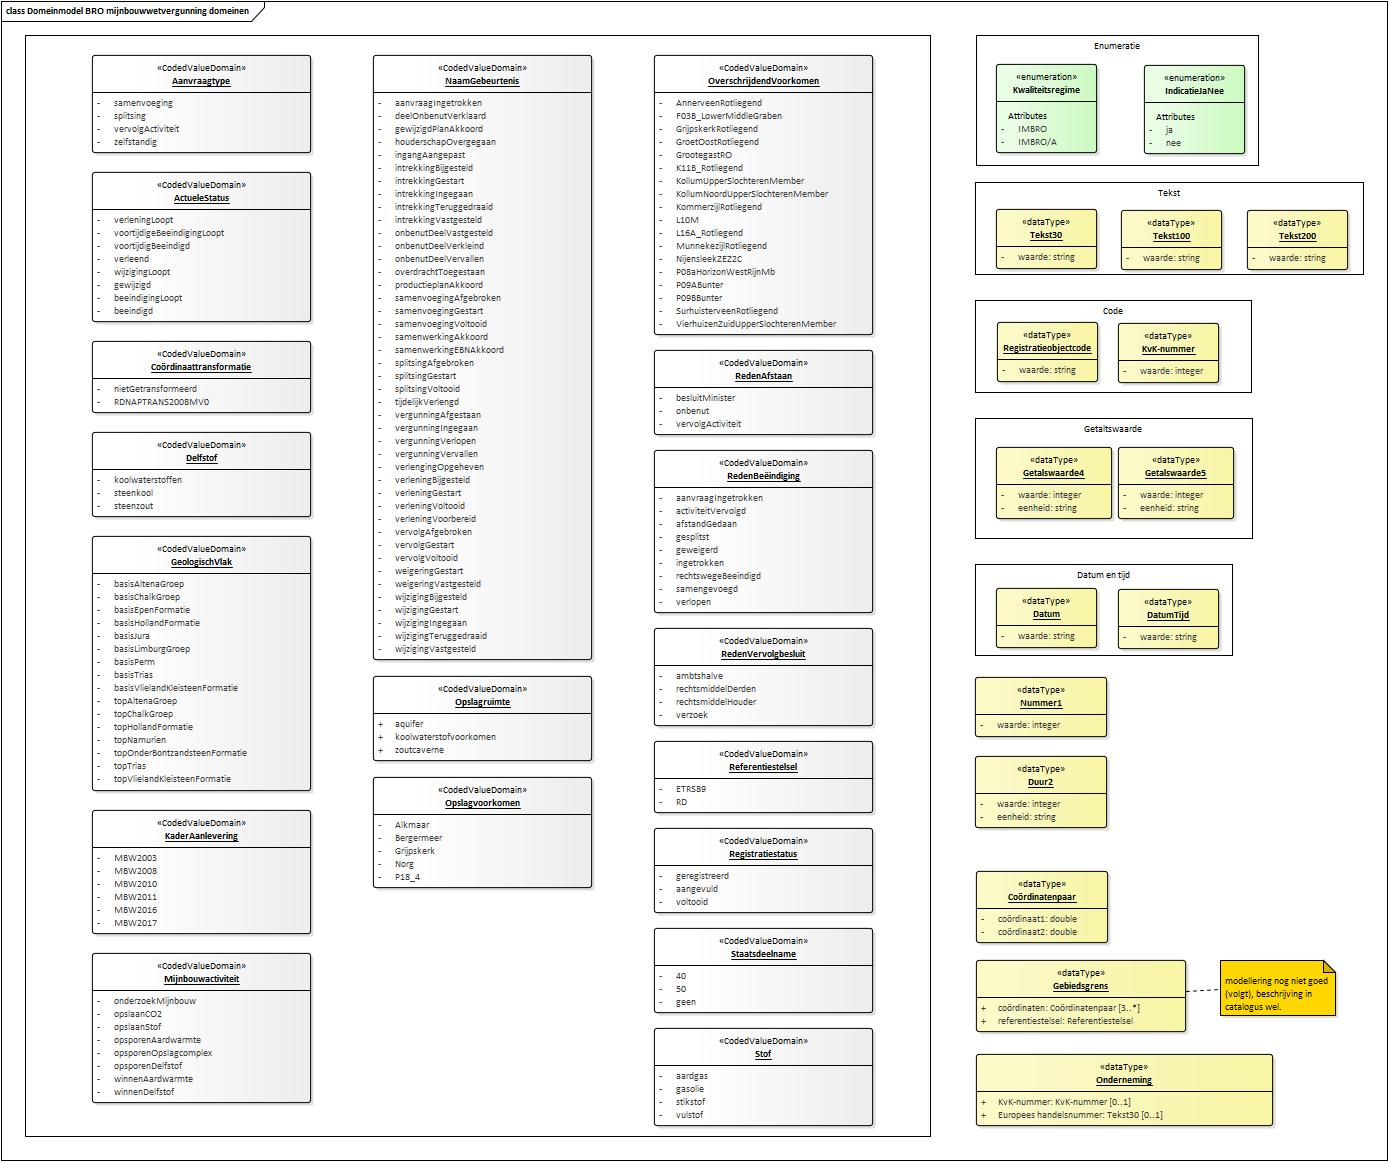 class Domeinmodel BRO mijnbouwwetvergunning domeinen
«CodedValueDomain»
Aanvraagtype
- samenvoeging
- splitsing
- vervolgActiviteit
- zelfstandig
«CodedValueDomain»
ActueleStatus
- verleningLoopt
- voortijdigeBeeindigingLoopt
- voortijdigBeeindigd
- verleend
- wijzigingLoopt
- gewijzigd
- beeindigingLoopt
- beeindigd
«CodedValueDomain»
Coördinaattransformatie
- nietGetransformeerd
- RDNAPTRANS2008MV0
«CodedValueDomain»
Delfstof
- koolwaterstoffen
- steenkool
- steenzout
«CodedValueDomain»
GeologischVlak
- basisAltenaGroep
- basisChalkGroep
- basisEpenFormatie
- basisHollandFormatie
- basisJura
- basisLimburgGroep
- basisPerm
- basisTrias
- basisVlielandKleisteenFormatie
- topAltenaGroep
- topChalkGroep
- topHollandFormatie
- topNamurien
- topOnderBontzandsteenFormatie
- topTrias
- topVlielandKleisteenFormatie
«CodedValueDomain»
KaderAanlevering
- MBW2003
- MBW2008
- MBW2010
- MBW2011
- MBW2016
- MBW2017
«CodedValueDomain»
Mijnbouwactiviteit
- onderzoekMijnbouw
- opslaanCO2
- opslaanStof
- opsporenAardwarmte
- opsporenOpslagcomplex
- opsporenDelfstof
- winnenAardwarmte
- winnenDelfstof
«CodedValueDomain»
NaamGebeurtenis
- aanvraagIngetrokken
- deelOnbenutVerklaard
- gewijzigdPlanAkkoord
- houderschapOvergegaan
- ingangAangepast
- intrekkingBijgesteld
- intrekkingGestart
- intrekkingIngegaan
- intrekkingTeruggedraaid
- intrekkingVastgesteld
- onbenutDeelVastgesteld
- onbenutDeelVerkleind
- onbenutDeelVervallen
- overdrachtToegestaan
- productieplanAkkoord
- samenvoegingAfgebroken
- samenvoegingGestart
- samenvoegingVoltooid
- samenwerkingAkkoord
- samenwerkingEBNAkkoord
- splitsingAfgebroken
- splitsingGestart
- splitsingVoltooid
- tijdelijkVerlengd
- vergunningAfgestaan
- vergunningIngegaan
- vergunningVerlopen
- vergunningVervallen
- verlengingOpgeheven
- verleningBijgesteld
- verleningGestart
- verleningVoltooid
- verleningVoorbereid
- vervolgAfgebroken
- vervolgGestart
- vervolgVoltooid
- weigeringGestart
- weigeringVastgesteld
- wijzigingBijgesteld
- wijzigingGestart
- wijzigingIngegaan
- wijzigingTeruggedraaid
- wijzigingVastgesteld
«CodedValueDomain»
Opslagruimte
+ aquifer
+ koolwaterstofvoorkomen
+ zoutcaverne
«CodedValueDomain»
Opslagvoorkomen
- Alkmaar
- Bergermeer
- Grijpskerk
- Norg
- P18_4
«CodedValueDomain»
OverschrijdendVoorkomen
- AnnerveenRotliegend
- F03B_LowerMiddleGraben
- GrijpskerkRotliegend
- GroetOostRotliegend
- GrootegastRO
- K11B_Rotliegend
- KollumUpperSlochterenMember
- KollumNoordUpperSlochterenMember
- KommerzijlRotliegend
- L10M
- L16A_Rotliegend
- MunnekezijlRotliegend
- NijensleekZEZ2C
- P08aHorizonWestRijnMb
- P09ABunter
- P09BBunter
- SurhuisterveenRotliegend
- VierhuizenZuidUpperSlochterenMember
«CodedValueDomain»
RedenAfstaan
- besluitMinister
- onbenut
- vervolgActiviteit
«CodedValueDomain»
RedenBeëindiging
- aanvraagIngetrokken
- activiteitVervolgd
- afstandGedaan
- gesplitst
- geweigerd
- ingetrokken
- rechtswegeBeeindigd
- samengevoegd
- verlopen
«CodedValueDomain»
RedenVervolgbesluit
- ambtshalve
- rechtsmiddelDerden
- rechtsmiddelHouder
- verzoek
«CodedValueDomain»
Referentiestelsel
- ETRS89
- RD
«CodedValueDomain»
Registratiestatus
- geregistreerd
- aangevuld
- voltooid
«CodedValueDomain»
Staatsdeelname
- 40
- 50
- geen
«CodedValueDomain»
Stof
- aardgas
- gasolie
- stikstof
- vulstof
Enumeratie
«enumeration»
Kwaliteitsregime
Attributes
- IMBRO
- IMBRO/A
«enumeration»
IndicatieJaNee
Attributes
- ja
- nee
Tekst
«dataType»
Tekst30
- waarde: string
«dataType»
Tekst100
- waarde: string
«dataType»
Tekst200
- waarde: string
Code
«dataType»
Registratieobjectcode
- waarde: string
«dataType»
KvK-nummer
- waarde: integer
Getaltswaarde
«dataType»
Getalswaarde4
- waarde: integer
- eenheid: string
«dataType»
Getalswaarde5
- waarde: integer
- eenheid: string
Datum en tijd
«dataType»
Datum
- waarde: string
«dataType»
DatumTijd
- waarde: string
«dataType»
Nummer1
- waarde: integer
«dataType»
Duur2
- waarde: integer
- eenheid: string
«dataType»
Coördinatenpaar
- coördinaat1: double
- coördinaat2: double
«dataType»
Gebiedsgrens
+ coördinaten: Coördinatenpaar [3..*]
+ referentiestelsel: Referentiestelsel
modellering nog niet goed
(volgt), beschrijving in
catalogus wel.
«dataType»
Onderneming
+ KvK-nummer: KvK-nummer [0..1]
+ Europees handelsnummer: Tekst30 [0..1]